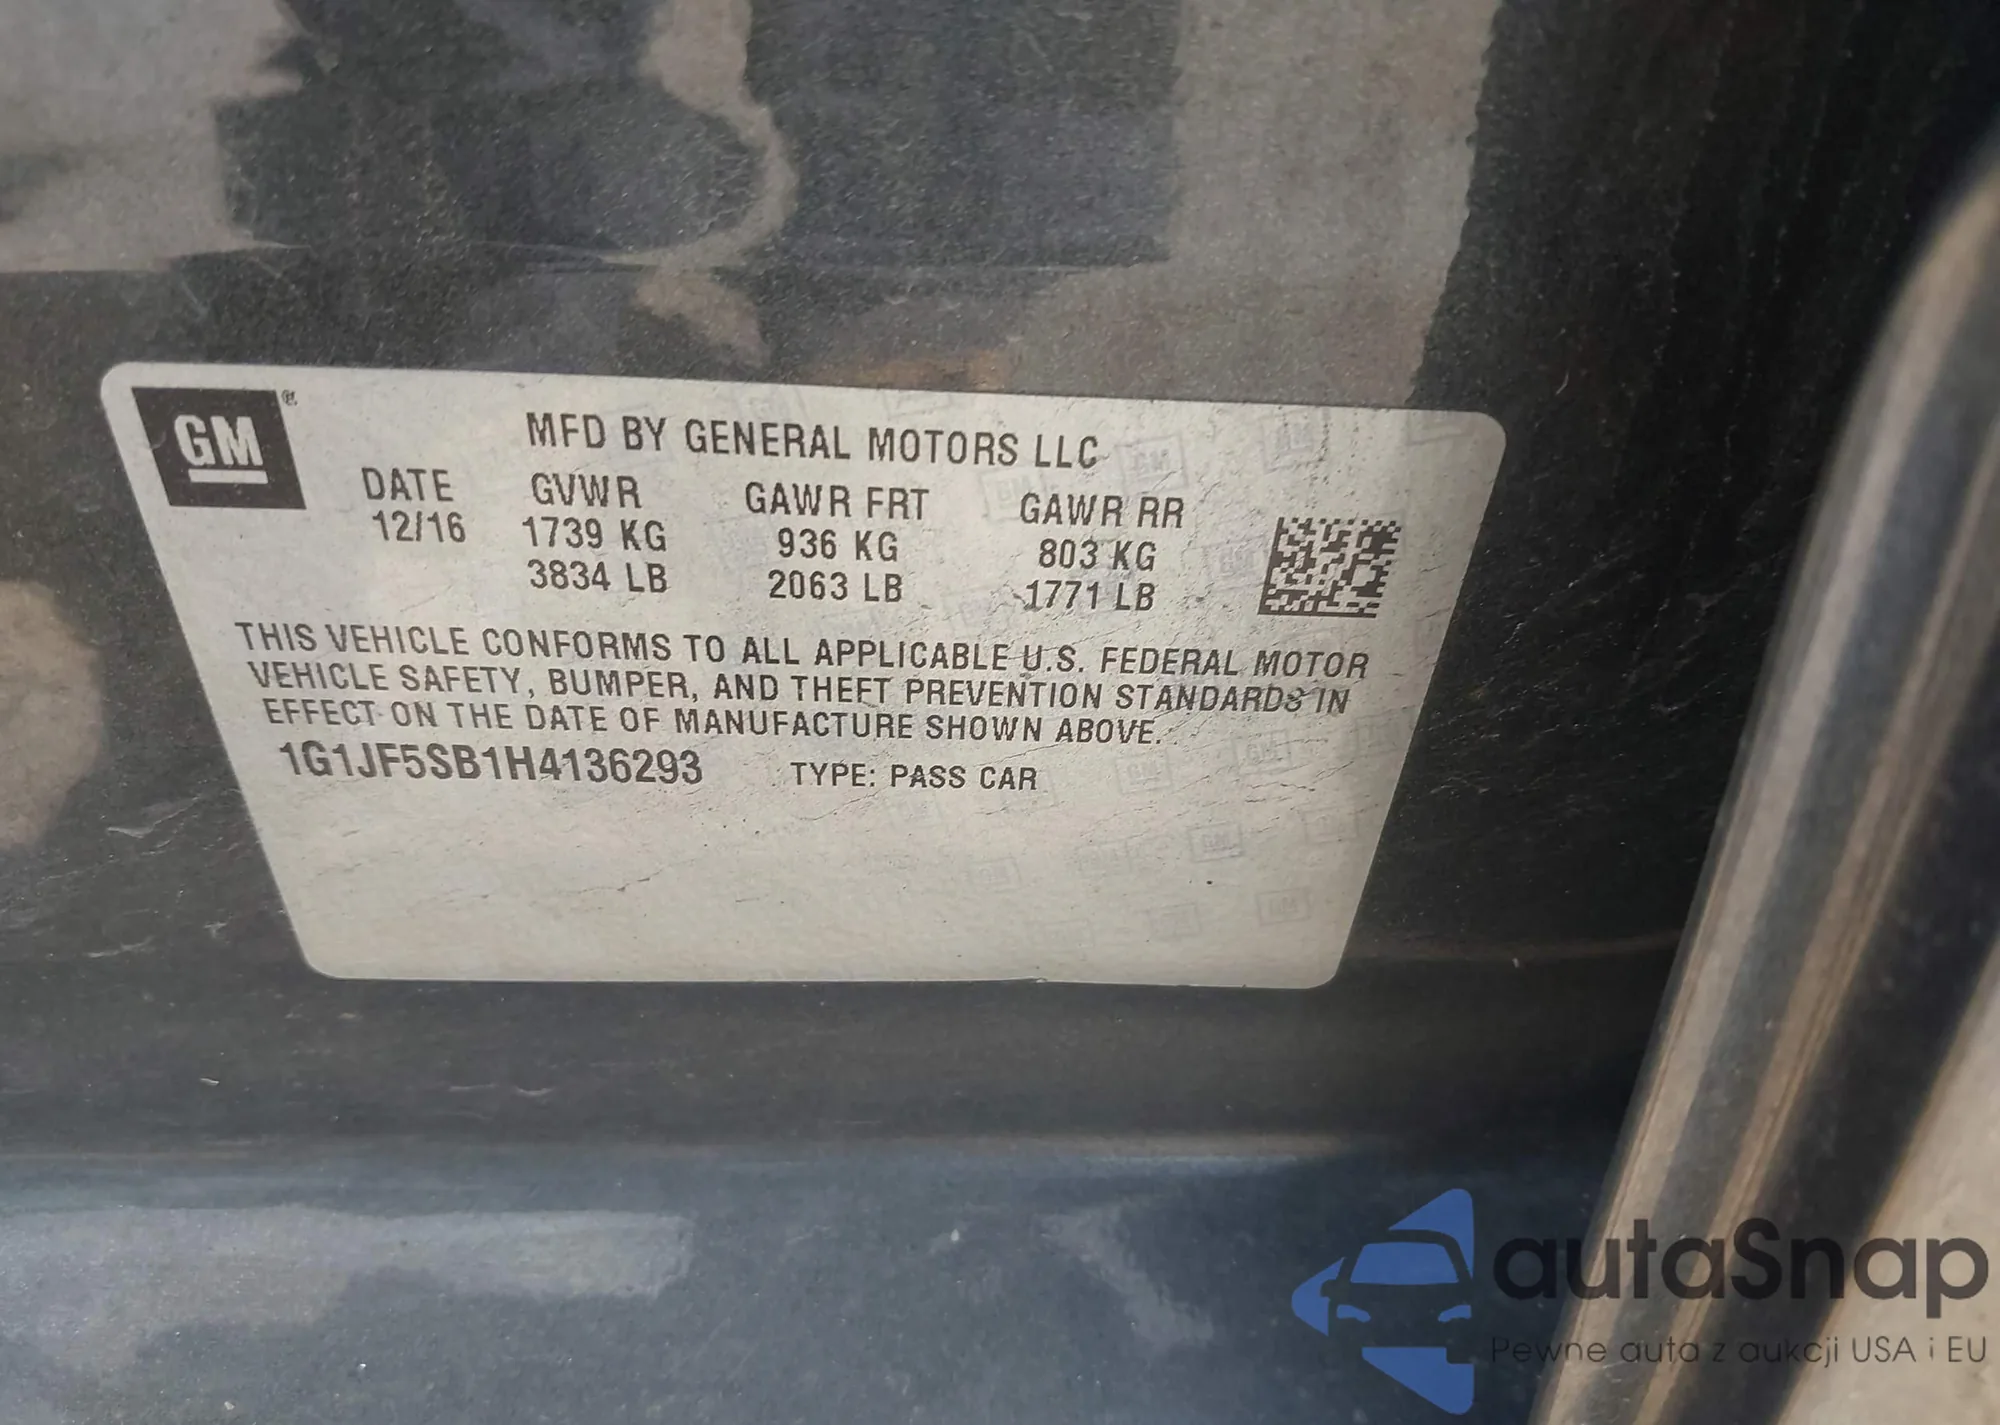 GM®
MFD BY GENERAL MOTORS LLC
DATE GVWR GAWR FRT GAWR RR
12/16 1739 KG 936 KG 803 KG
3834 LB 2063 LB 1771 LB
THIS VEHICLE CONFORMS TO ALL APPLICABLE U.S. FEDERAL MOTOR
VEHICLE SAFETY, BUMPER, AND THEFT PREVENTION STANDARDS IN
EFFECT ON THE DATE OF MANUFACTURE SHOWN ABOVE.
1G1JF5SB1H4136293 TYPE: PASS CAR
autaSnap
Pewne auta z aukcji USA i EU